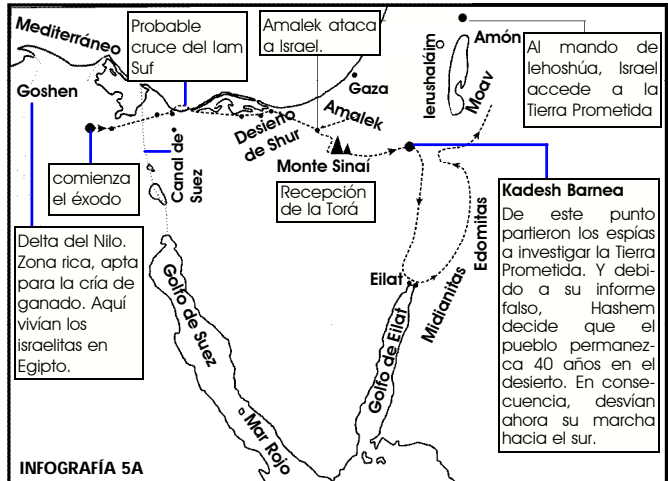 Mediterráneo
Goshen
Probable
cruce del Iam
Suf
Amalek ataca
a Israel.
Gaza
Ierushaláim
Amón
Moav
Al mando de
Iehoshúa, Israel
accede a la
Tierra Prometida
comienza
el éxodo
Canal de
Suez
Desierto
de Shur
Amalek
Monte Sinaí
Recepción
de la Torá
Delta del Nilo.
Zona rica, apta
para la cría de
ganado. Aquí
vivían los
israelitas en
Egipto.
Golfo de Suez
Mar Rojo
Eilat
Golfo de Eilat
Midianitas
Edomitas
Kadesh Barnea
De este punto
partieron los espías
a investigar la Tierra
Prometida. Y debi-
do a su informe
falso, Hashem
decide que el
pueblo permanez-
ca 40 años en el
desierto. En conse-
cuencia, desvían
ahora su marcha
hacia el sur.
INFOGRAFÍA 5A